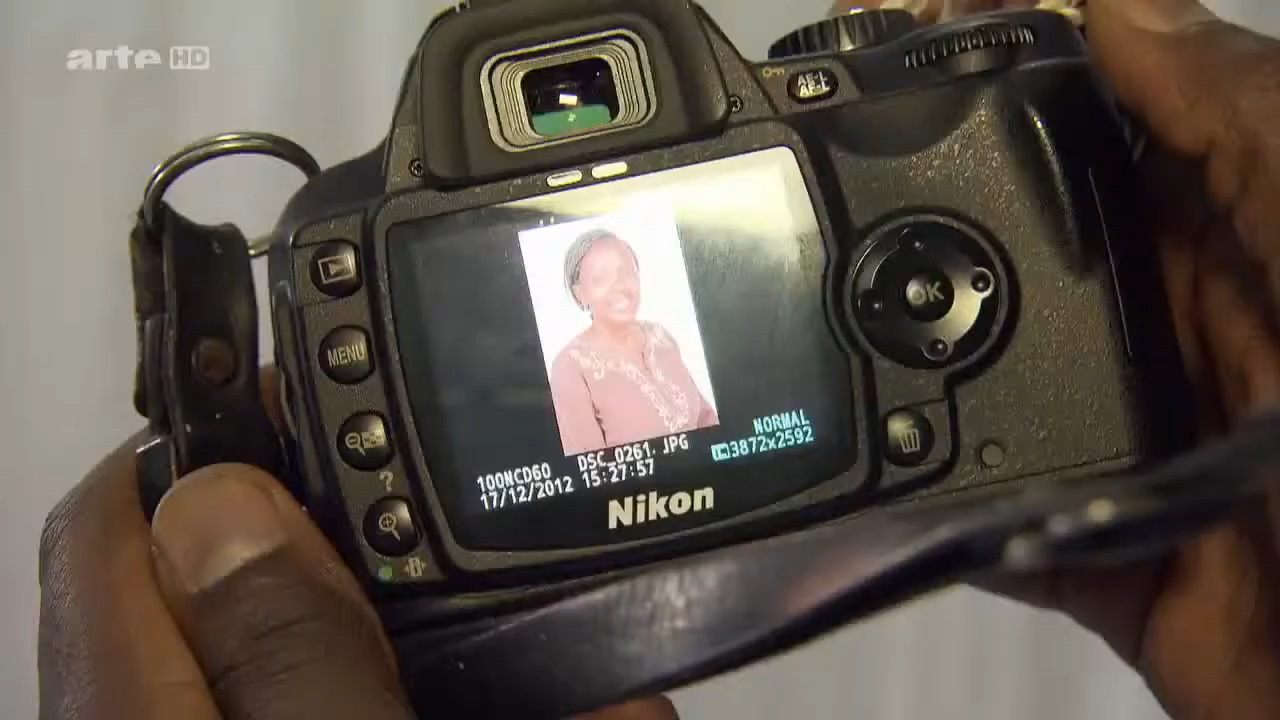 arte HD
AE-L
AF-L
MENU
OK
?
NORMAL
100NCD60 DSC_0261.JPG
L 3872x2592
17/12/2012 15:27:57
Nikon